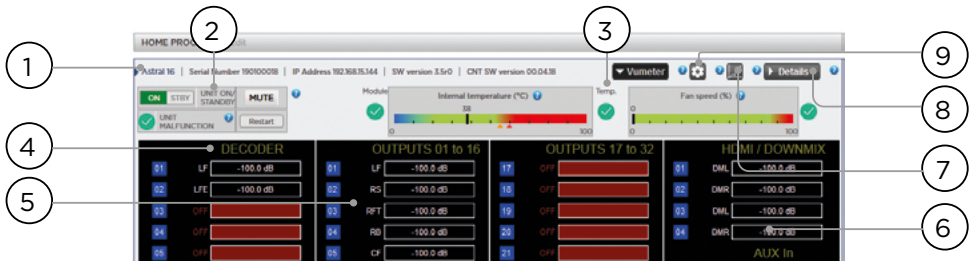 1
2
3
9
HOME PRO
Astral 16 | Serial Number 190100018 | IP Address 192.168.15.144 | SW version 3.5r0 | CNT SW version 00.04.18
Vumeter
?
?
?
Details
?
8
ON STBY
UNIT ON/
STANDBY
MUTE
?
UNIT
MALFUNCTION
?
Restart
Module
Internal temperature (°C) ?
38
0
100
Temp.
Fan speed (%) ?
0
0
100
7
4
DECODER
OUTPUTS 01 to 16
OUTPUTS 17 to 32
HDMI / DOWNMIX
01 LF -100.0 dB
01 LF -100.0 dB
17 OFF
01 DML -100.0 dB
02 LFE -100.0 dB
02 RS -100.0 dB
18 OFF
02 DMR -100.0 dB
5
03 OFF
03 RFT -100.0 dB
19 OFF
03 DML -100.0 dB
04 OFF
04 RB -100.0 dB
20 OFF
04 DMR -100.0 dB
6
05 OFF
05 CF -100.0 dB
21 OFF
AUX In